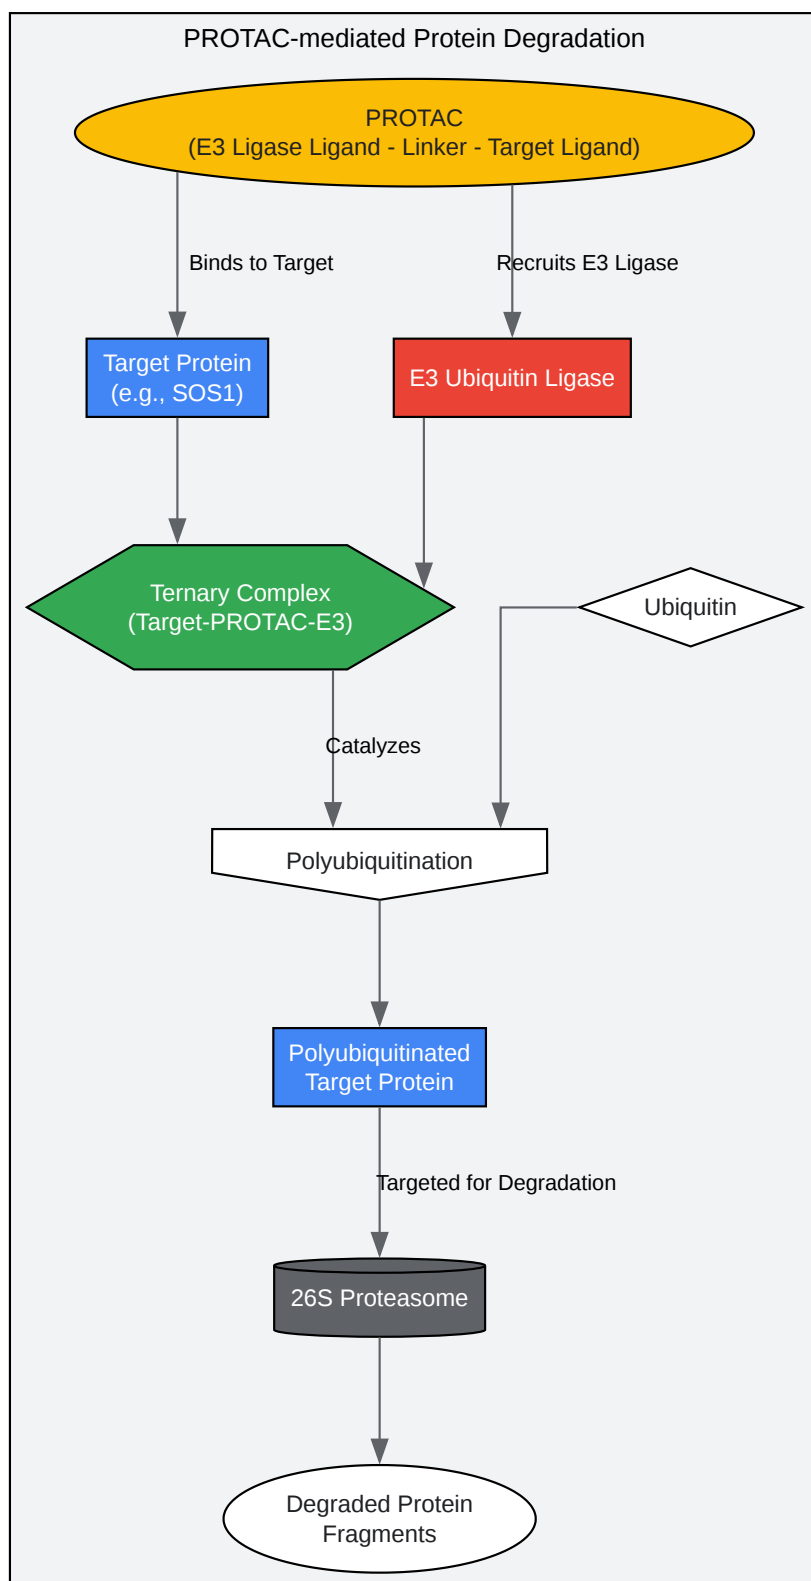 PROTAC-mediated Protein Degradation
PROTAC
(E3 Ligase Ligand - Linker - Target Ligand)
Binds to Target
Recruits E3 Ligase
Target Protein
(e.g., SOS1)
E3 Ubiquitin Ligase
Ternary Complex
(Target-PROTAC-E3)
Ubiquitin
Catalyzes
Polyubiquitination
Polyubiquitinated
Target Protein
Targeted for Degradation
26S Proteasome
Degraded Protein
Fragments